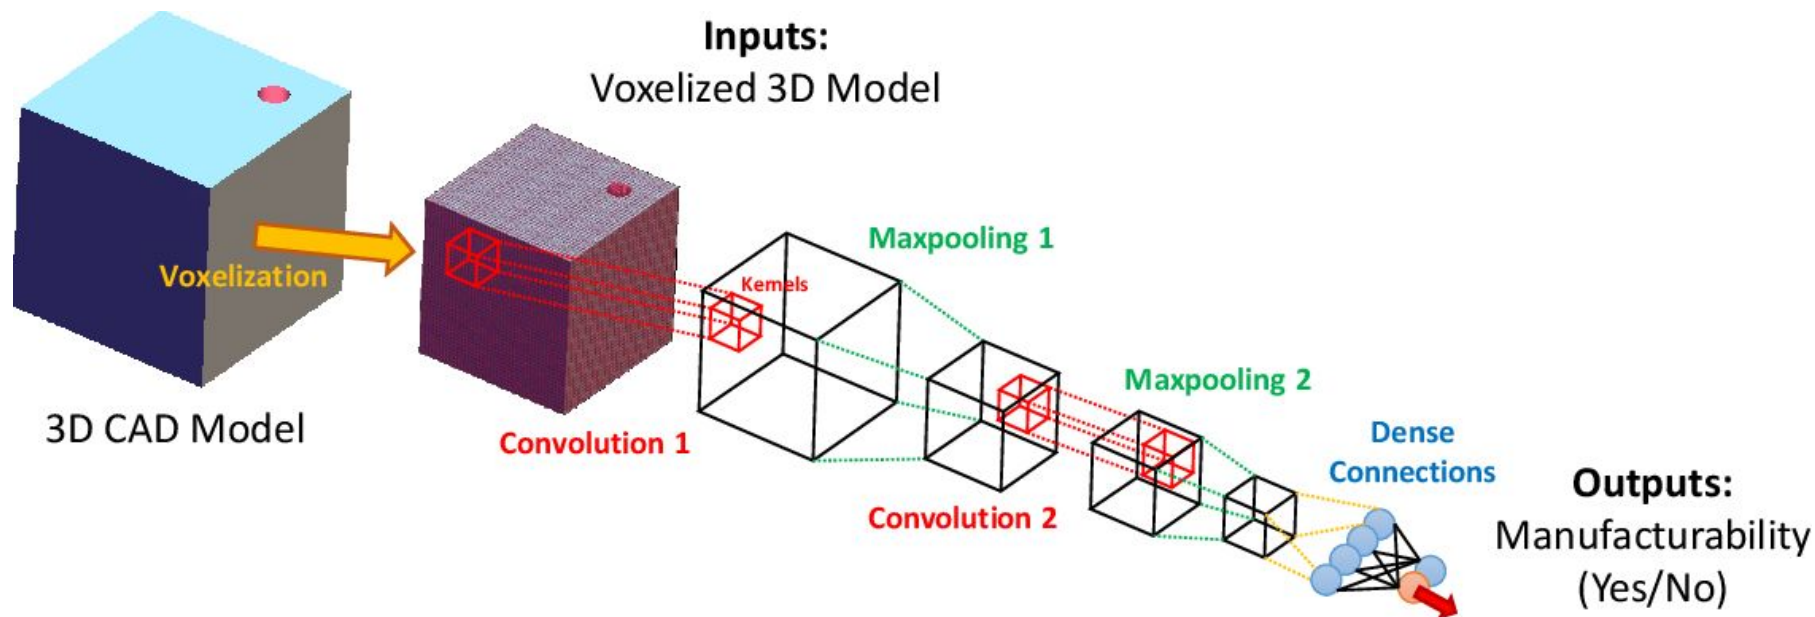 Inputs:
Voxelized 3D Model
Voxelization
3D CAD Model
Kernels
Convolution 1
Maxpooling 1
Convolution 2
Maxpooling 2
Dense
Connections
Outputs:
Manufacturability
(Yes/No)